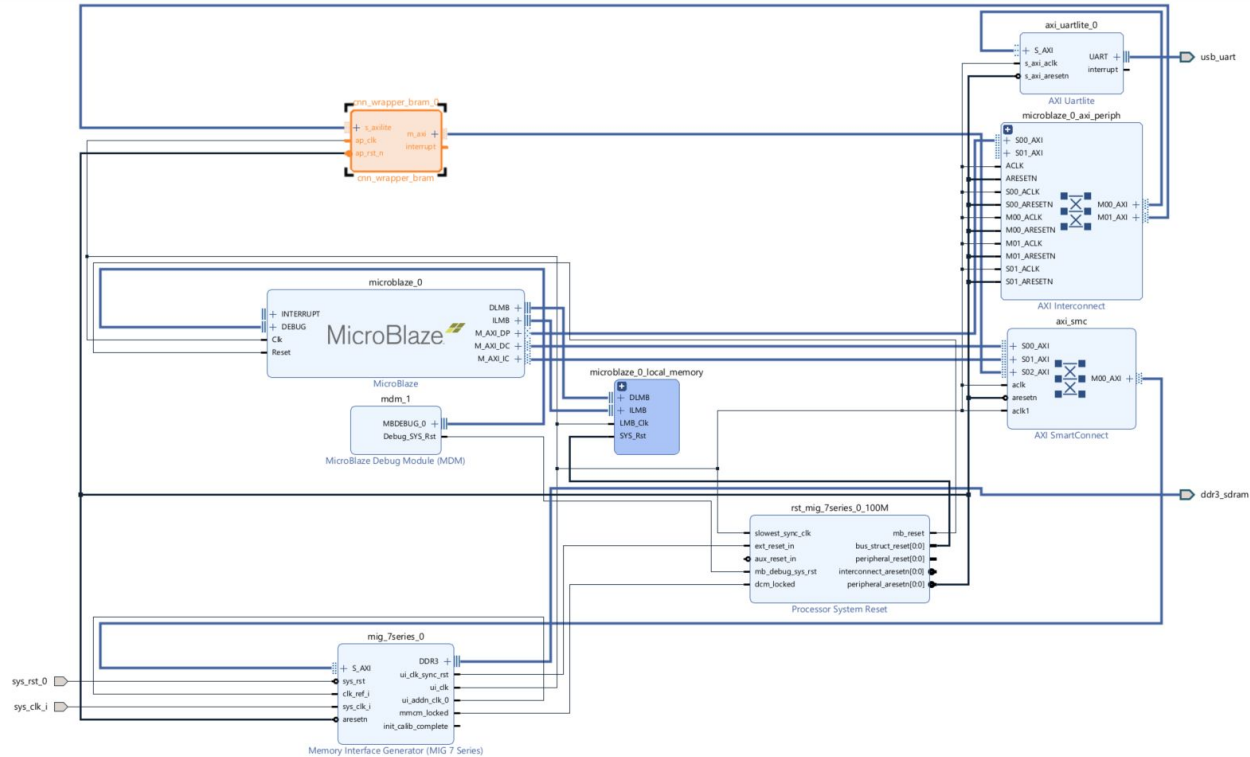 axi_uartlite_0
S_AXI
s_axi_aclk
s_axi_aresetn
UART
interrupt
AXI Uartlite
usb_uart
cnn_wrapper_bram_0
s_axilite
ap_clk
ap_rst_n
m_axi
interrupt
cnn_wrapper_bram
microblaze_0_axi_periph
S00_AXI
S01_AXI
ACLK
ARESETN
S00_ACLK
S00_ARESETN
M00_ACLK
M00_ARESETN
M01_ACLK
M01_ARESETN
S01_ACLK
S01_ARESETN
M00_AXI
M01_AXI
AXI Interconnect
microblaze_0
INTERRUPT
DEBUG
Clk
Reset
MicroBlaze
DLMB
ILMB
M_AXI_DP
M_AXI_DC
M_AXI_IC
MicroBlaze
axi_smc
S00_AXI
S01_AXI
S02_AXI
aclk
aresetn
aclk1
M00_AXI
AXI SmartConnect
microblaze_0_local_memory
DLMB
ILMB
LMB_Clk
SYS_Rst
mdm_1
MBDEBUG_0
Debug_SYS_Rst
MicroBlaze Debug Module (MDM)
ddr3_sdram
rst_mig_7series_0_100M
slowest_sync_clk
ext_reset_in
aux_reset_in
mb_debug_sys_rst
dcm_locked
mb_reset
bus_struct_reset[0:0]
peripheral_reset[0:0]
interconnect_aresetn[0:0]
peripheral_aresetn[0:0]
Processor System Reset
mig_7series_0
S_AXI
sys_rst
clk_ref_i
sys_clk_i
aresetn
DDR3
ui_clk_sync_rst
ui_clk
ui_addn_clk_0
mmcm_locked
init_calib_complete
Memory Interface Generator (MIG 7 Series)
sys_rst_0
sys_clk_i